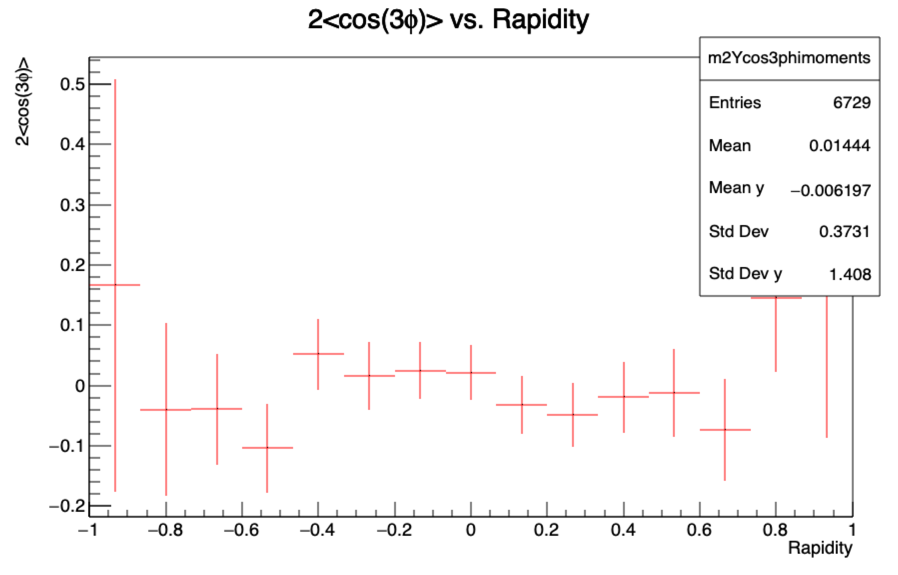 2<cos(3ϕ)> vs. Rapidity
2<cos(3ϕ)>
m2Ycos3phimoments
Entries 6729
Mean 0.01444
Mean y −0.006197
Std Dev 0.3731
Std Dev y 1.408
0.5
0.4
0.3
0.2
0.1
0
−0.1
−0.2
−1 −0.8 −0.6 −0.4 −0.2 0 0.2 0.4 0.6 0.8 1
Rapidity